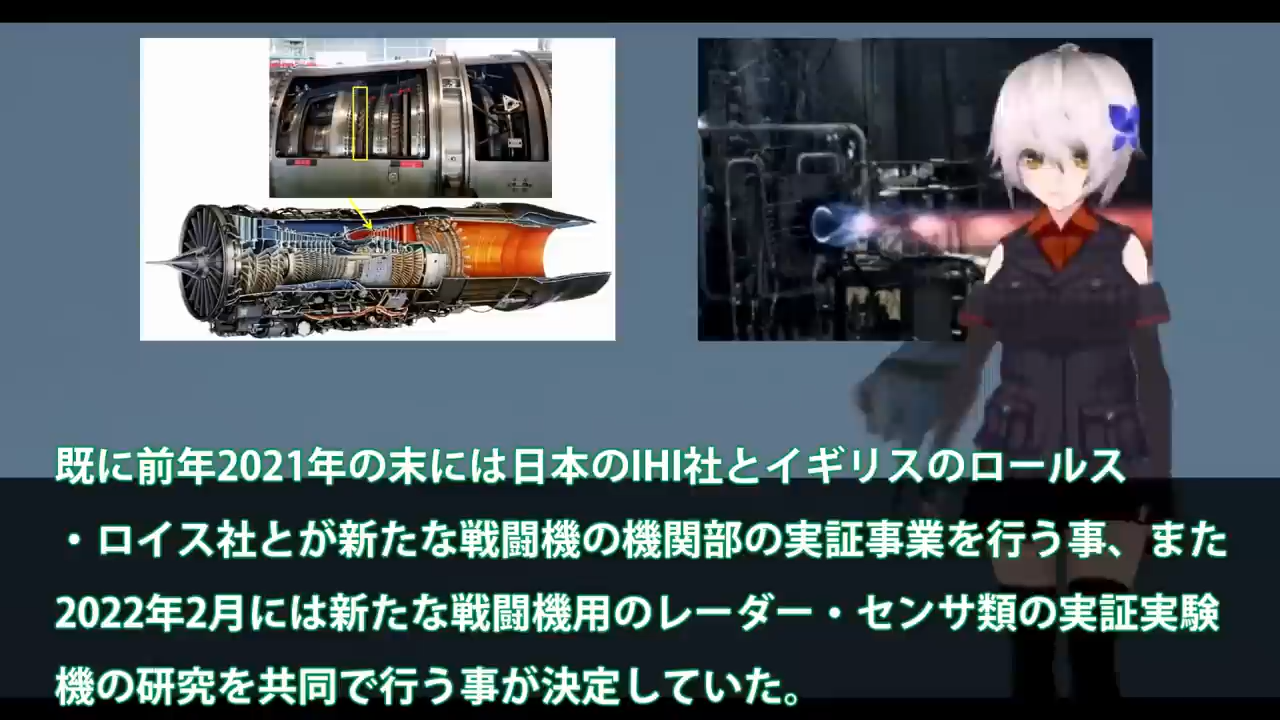 既に前年2021年の末には日本のIHI社とイギリスのロールス
・ロイス社とが新たな戦闘機の機関部の実証事業を行う事、また
2022年2月には新たな戦闘機用のレーダー・センサ類の実証実験
機の研究を共同で行う事が決定していた。